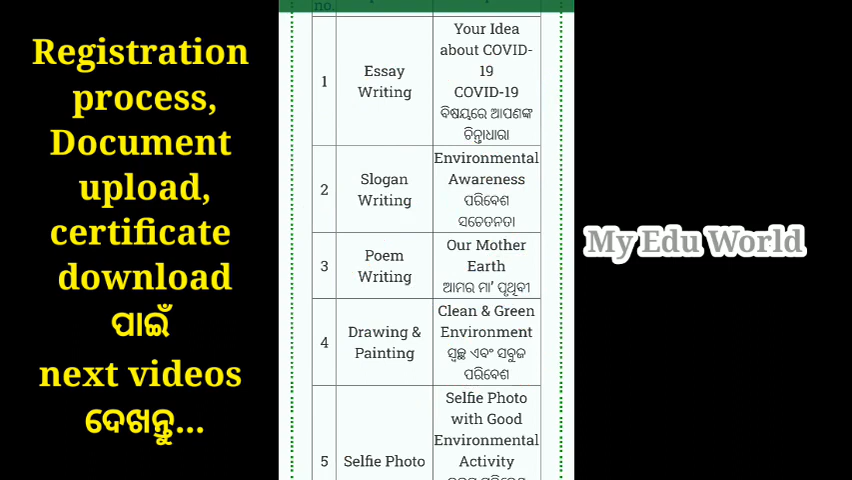 Registration
process,
Document
upload,
certificate
download
ପାଇଁ
next videos
ଦେଖନ୍ତୁ...
no.
1
Essay
Writing
Your Idea
about COVID-
19
COVID-19
ବିଷୟରେ ଆପଣଙ୍କ
ଚିନ୍ତାଧାରା
2
Slogan
Writing
Environmental
Awareness
ପରିବେଶ
ସଚେତନତା
3
Poem
Writing
Our Mother
Earth
ଆମର ମା' ପୃଥିବୀ
4
Drawing &
Painting
Clean & Green
Environment
ସ୍ୱଚ୍ଛ ଏବଂ ସବୁଜ
ପରିବେଶ
5
Selfie Photo
Selfie Photo
with Good
Environmental
Activity
My Edu World